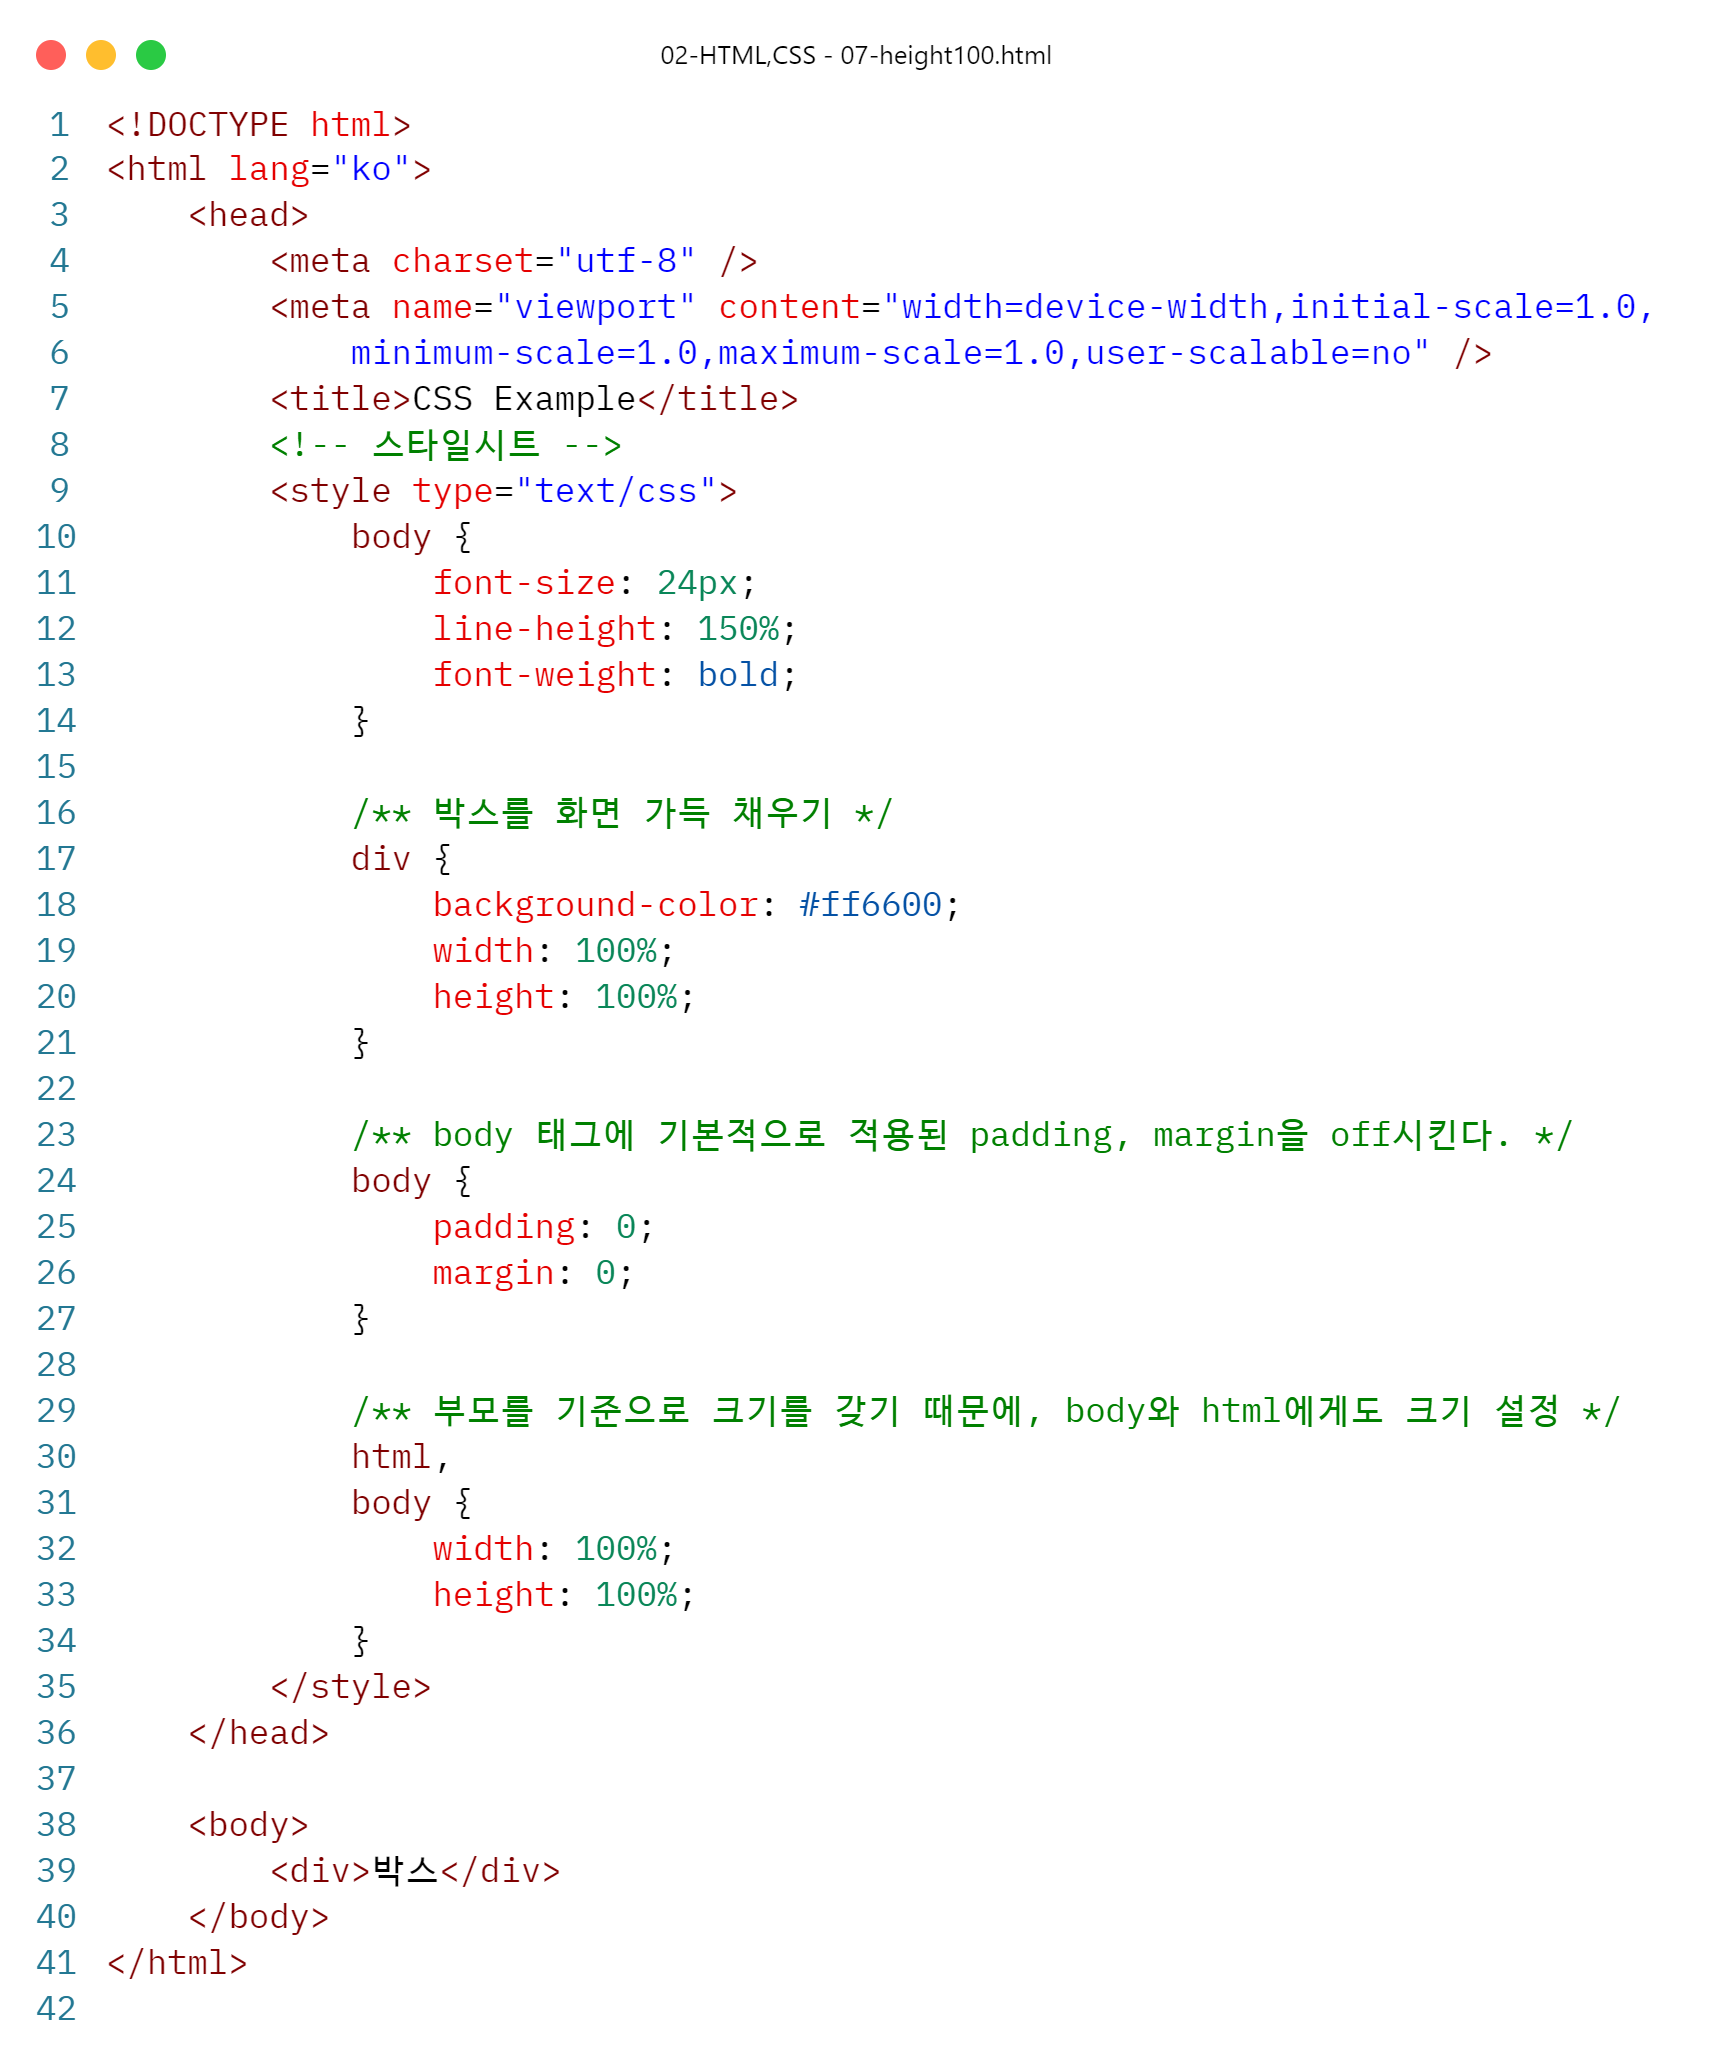 02-HTML,CSS - 07-height100.html
1 <!DOCTYPE html>
2 <html lang="ko">
3     <head>
4         <meta charset="utf-8" />
5         <meta name="viewport" content="width=device-width,initial-scale=1.0,
6             minimum-scale=1.0,maximum-scale=1.0,user-scalable=no" />
7         <title>CSS Example</title>
8         <!-- 스타일시트 -->
9         <style type="text/css">
10             body {
11                 font-size: 24px;
12                 line-height: 150%;
13                 font-weight: bold;
14             }
15
16             /** 박스를 화면 가득 채우기 */
17             div {
18                 background-color: #ff6600;
19                 width: 100%;
20                 height: 100%;
21             }
22
23             /** body 태그에 기본적으로 적용된 padding, margin을 off시킨다. */
24             body {
25                 padding: 0;
26                 margin: 0;
27             }
28
29             /** 부모를 기준으로 크기를 갖기 때문에, body와 html에게도 크기 설정 */
30             html,
31             body {
32                 width: 100%;
33                 height: 100%;
34             }
35         </style>
36     </head>
37
38     <body>
39         <div>박스</div>
40     </body>
41 </html>
42